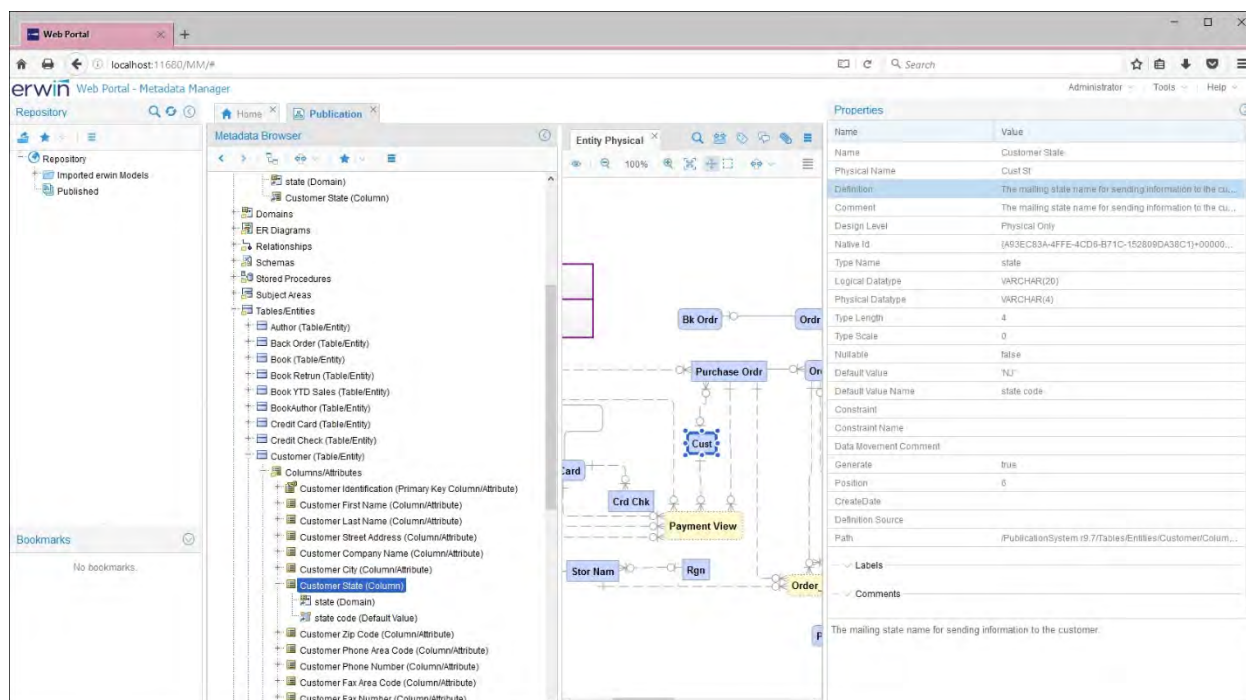 Web Portal
localhost:11680/MM/#
Search
erwin Web Portal - Metadata Manager
Administrator Tools Help
Repository
Repository
Imported erwin Models
Published
Bookmarks
No bookmarks.
Home
Publication
Metadata Browser
state (Domain)
Customer State (Column)
Domains
ER Diagrams
Relationships
Schemas
Stored Procedures
Subject Areas
Tables/Entities
Author (Table/Entity)
Back Order (Table/Entity)
Book (Table/Entity)
Book Retrun (Table/Entity)
Book YTD Sales (Table/Entity)
BookAuthor (Table/Entity)
Credit Card (Table/Entity)
Credit Check (Table/Entity)
Customer (Table/Entity)
Columns/Attributes
Customer Identification (Primary Key Column/Attribute)
Customer First Name (Column/Attribute)
Customer Last Name (Column/Attribute)
Customer Street Address (Column/Attribute)
Customer Company Name (Column/Attribute)
Customer City (Column/Attribute)
Customer State (Column)
state (Domain)
state code (Default Value)
Customer Zip Code (Column/Attribute)
Customer Phone Area Code (Column/Attribute)
Customer Phone Number (Column/Attribute)
Customer Fax Area Code (Column/Attribute)
Customer Fax Number (Column/Attribute)
Entity Physical
100%
Bk Ordr
Ordr
Purchase Ordr
Cust
Card
Crd Chk
Payment View
Stor Nam
Rgn
Order_
Properties
Name Value
Name Customer State
Physical Name Cust St
Definition The mailing state name for sending information to the cu...
Comment The mailing state name for sending information to the cu...
Design Level Physical Only
Native Id
Type Name state
Logical Datatype VARCHAR(20)
Physical Datatype VARCHAR(4)
Type Length 4
Type Scale 0
Nullable false
Default Value 'NJ'
Default Value Name state code
Constraint
Constraint Name
Data Movement Comment
Generate true
Position 6
CreateDate
Definition Source
Path /PublicationSystem r9.7/Tables/Entities/Customer/Colum...
Labels
Comments
The mailing state name for sending information to the customer.